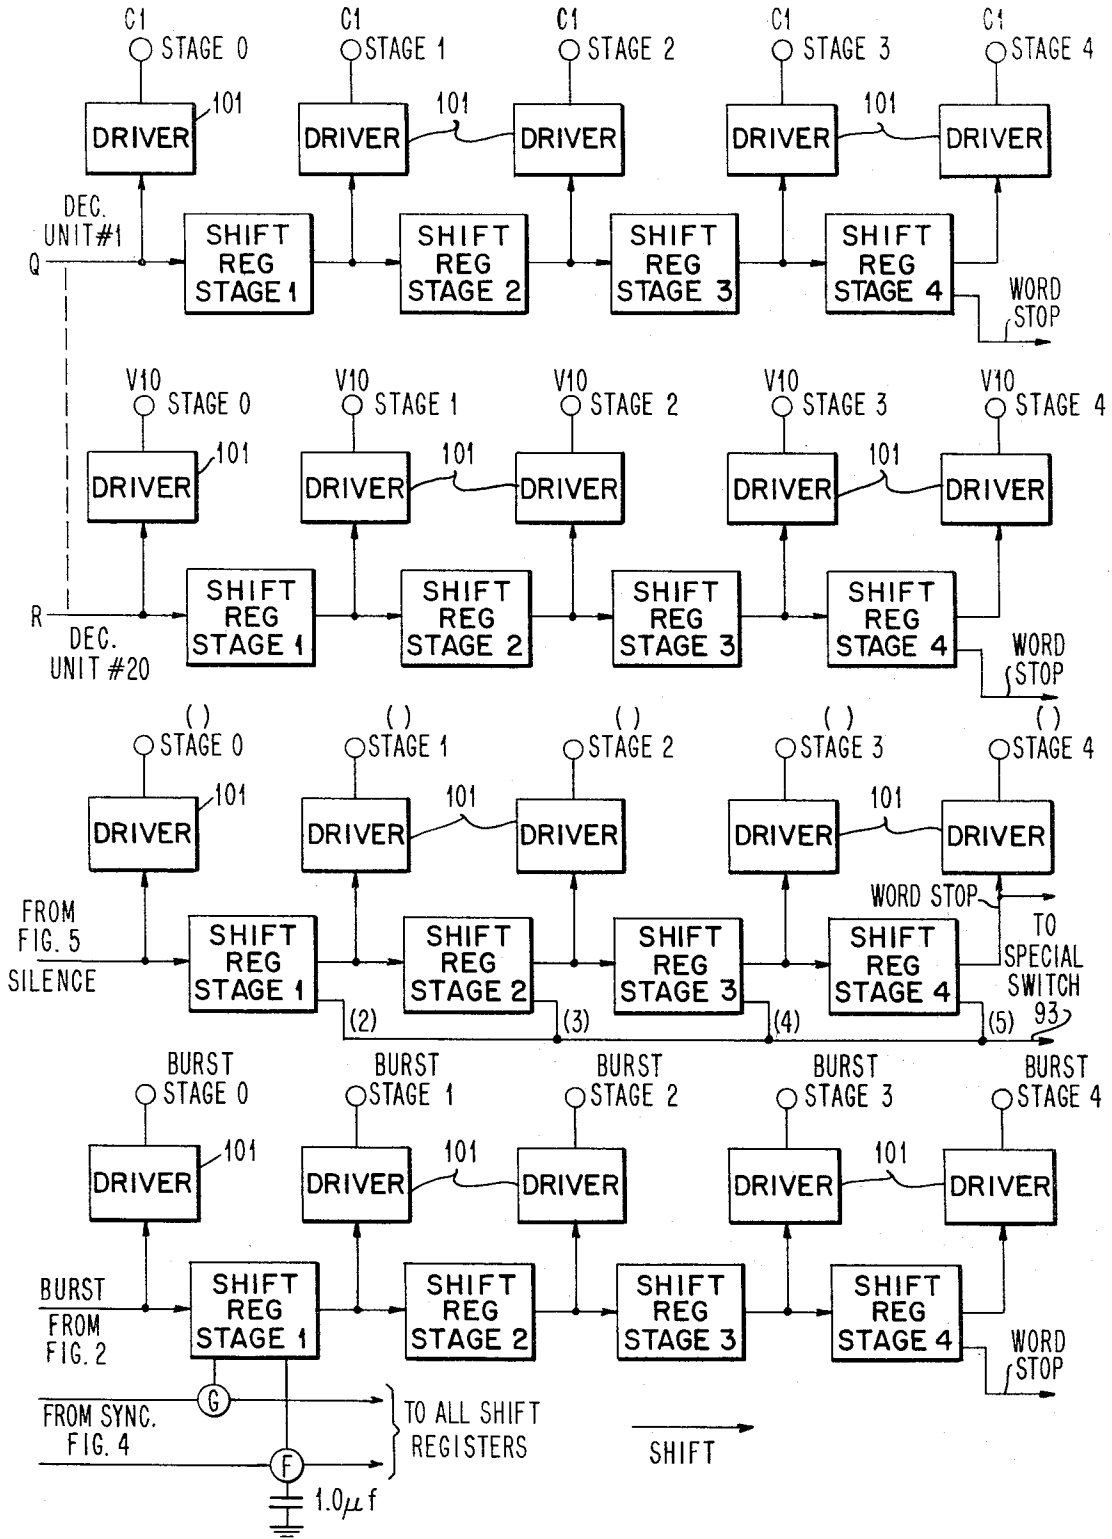 C1 C1 C1 C1 C1
STAGE 0 STAGE 1 STAGE 2 STAGE 3 STAGE 4
101 101 101
DRIVER DRIVER DRIVER DRIVER DRIVER
DEC.
UNIT#1
Q
SHIFT REG STAGE 1
SHIFT REG STAGE 2
SHIFT REG STAGE 3
SHIFT REG STAGE 4
WORD
STOP
V10 V10 V10 V10 V10
STAGE 0 STAGE 1 STAGE 2 STAGE 3 STAGE 4
101 101 101
DRIVER DRIVER DRIVER DRIVER DRIVER
R
DEC.
UNIT #20
SHIFT REG STAGE 1
SHIFT REG STAGE 2
SHIFT REG STAGE 3
SHIFT REG STAGE 4
WORD
STOP
( ) ( ) ( ) ( ) ( )
STAGE 0 STAGE 1 STAGE 2 STAGE 3 STAGE 4
101 101 101
DRIVER DRIVER DRIVER DRIVER DRIVER
WORD STOP
FROM
FIG. 5
SILENCE
SHIFT REG STAGE 1
SHIFT REG STAGE 2
SHIFT REG STAGE 3
SHIFT REG STAGE 4
TO
SPECIAL
SWITCH
93
(2) (3) (4) (5)
BURST BURST BURST BURST BURST
STAGE 0 STAGE 1 STAGE 2 STAGE 3 STAGE 4
101 101 101
DRIVER DRIVER DRIVER DRIVER DRIVER
BURST
FROM
FIG. 2
SHIFT REG STAGE 1
SHIFT REG STAGE 2
SHIFT REG STAGE 3
SHIFT REG STAGE 4
WORD
STOP
G
FROM SYNC.
FIG. 4
TO ALL SHIFT
REGISTERS
SHIFT
F
1.0μf